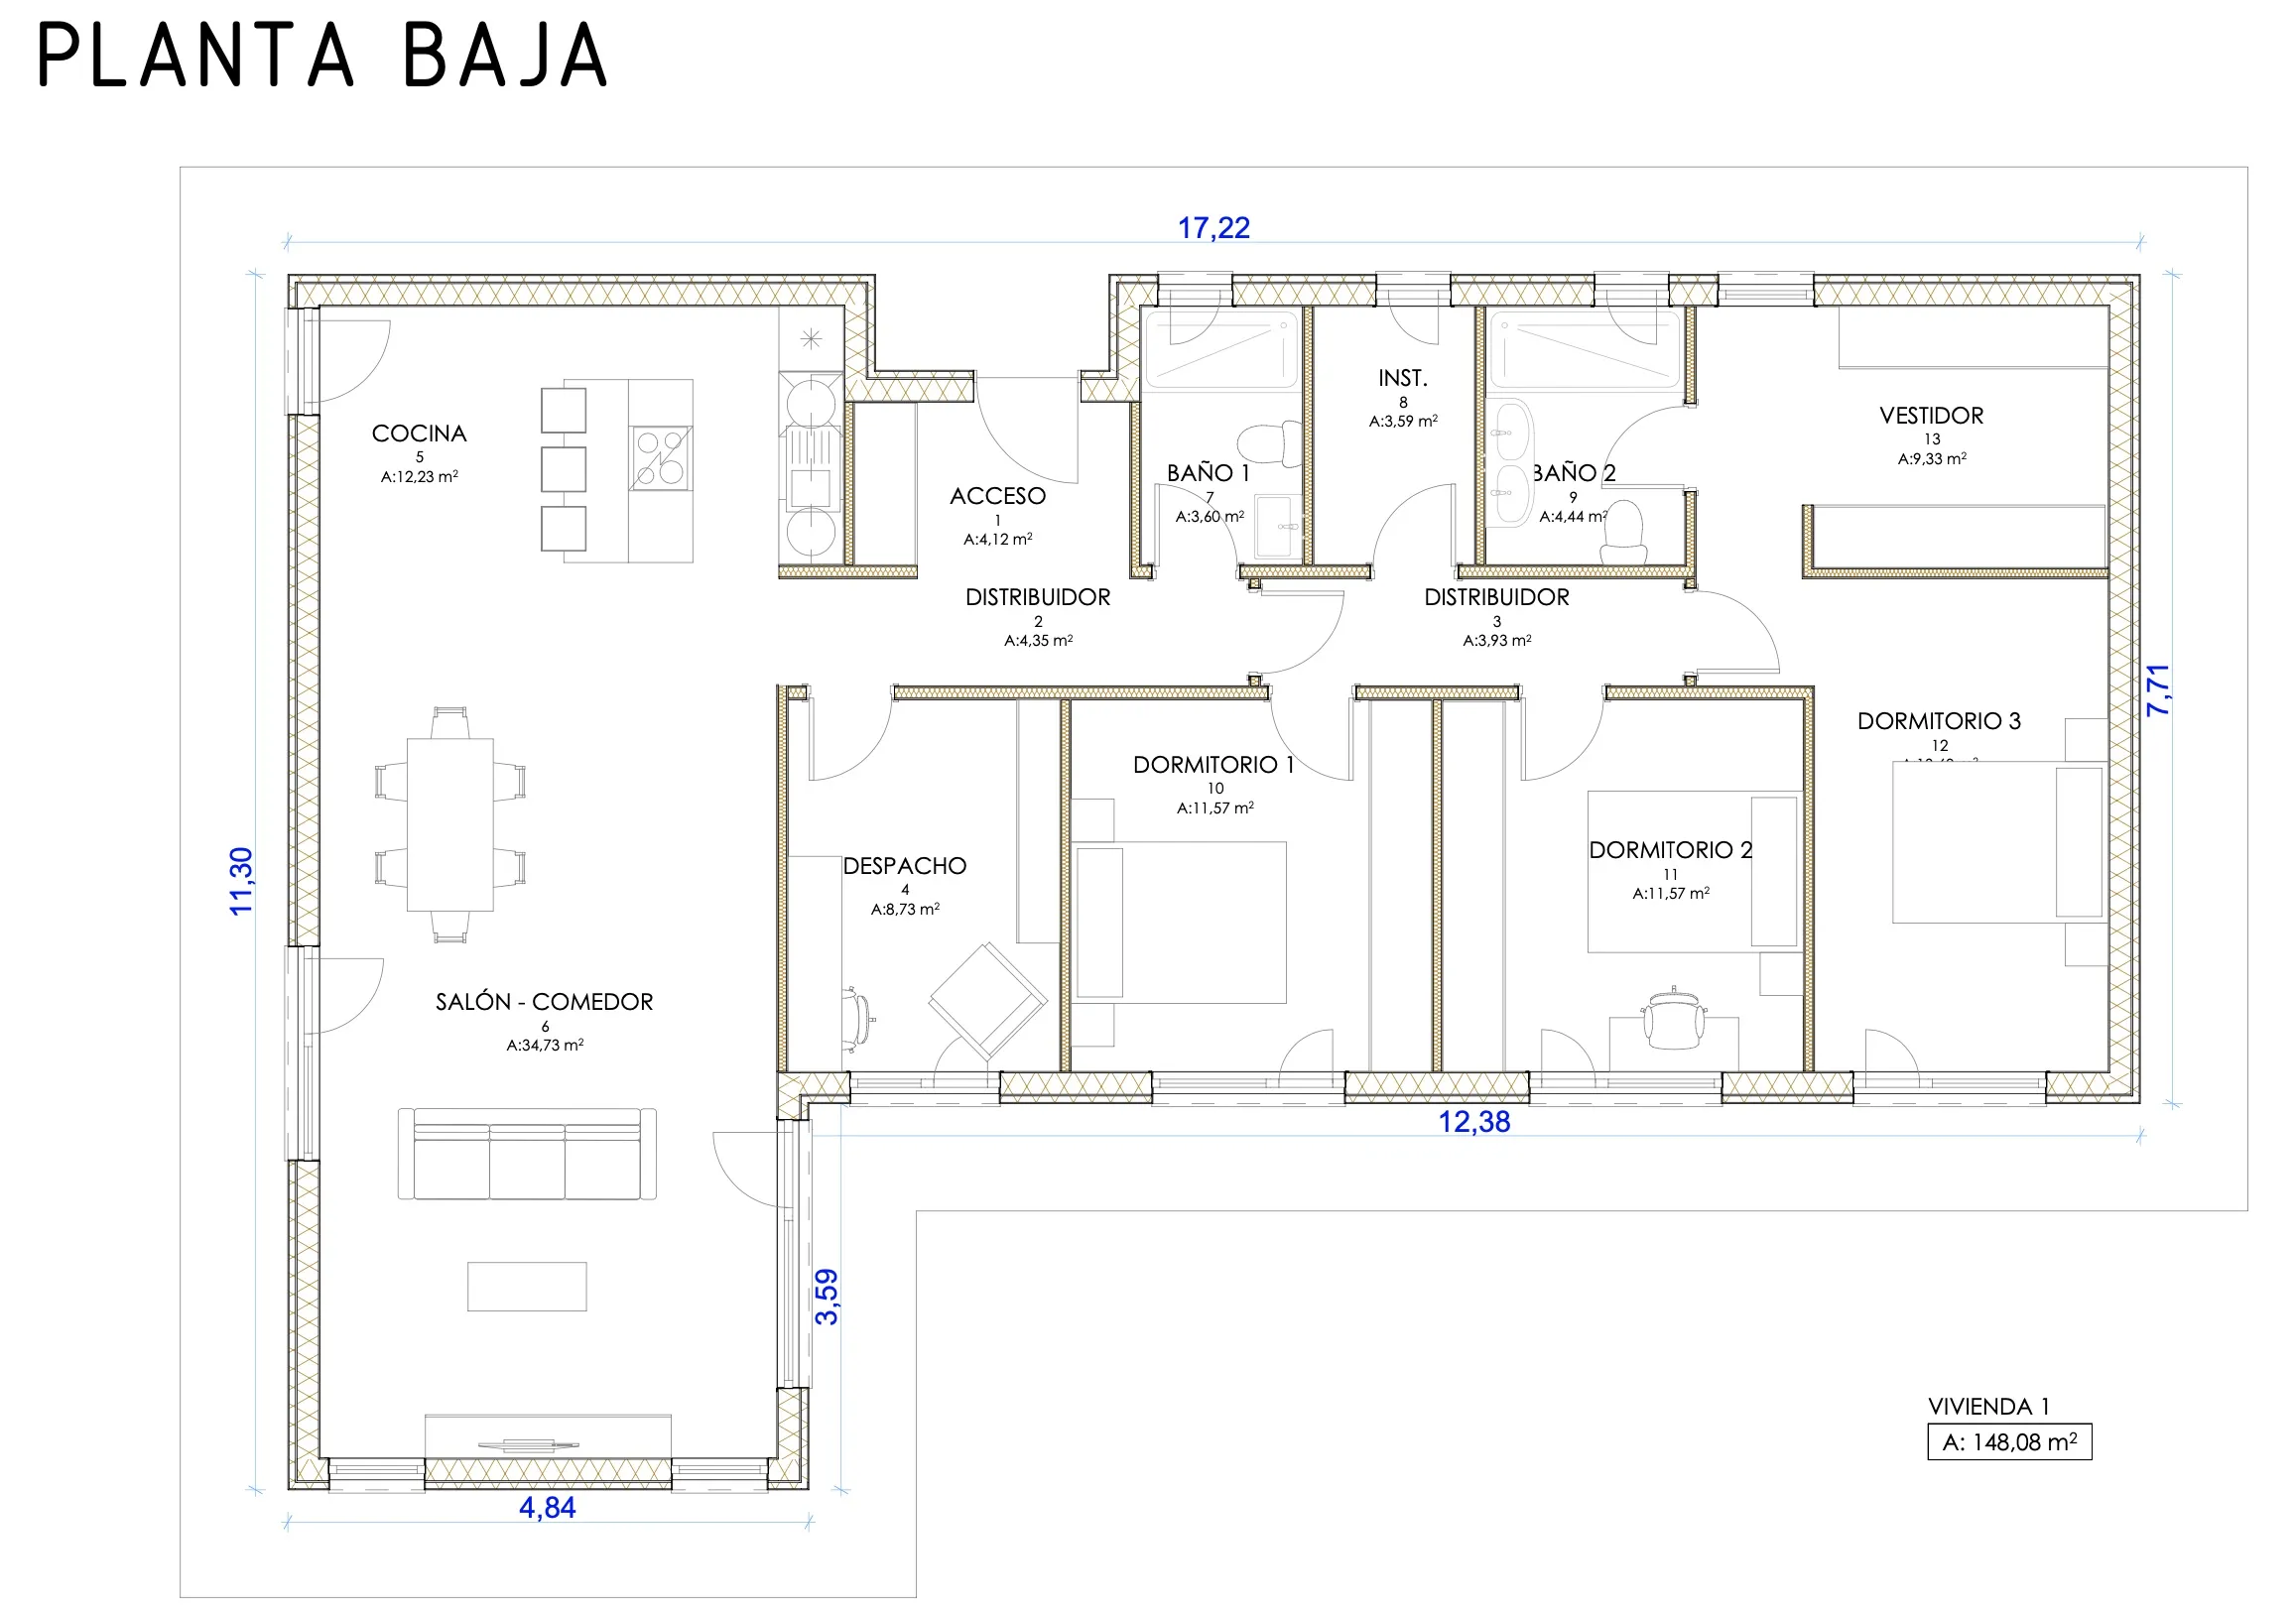 PLANTA BAJA
17,22
COCINA
5
A:12,23 m²
ACCESO
1
A:4,12 m²
BAÑO 1
7
A:3,60 m²
INST.
8
A:3,59 m²
BAÑO 2
9
A:4,44 m²
VESTIDOR
13
A:9,33 m²
DISTRIBUIDOR
2
A:4,35 m²
DISTRIBUIDOR
3
A:3,93 m²
7,71
DORMITORIO 3
12
DORMITORIO 1
10
A:11,57 m²
DORMITORIO 2
11
A:11,57 m²
11,30
DESPACHO
4
A:8,73 m²
SALÓN - COMEDOR
6
A:34,73 m²
12,38
3,59
4,84
VIVIENDA 1
A: 148,08 m²